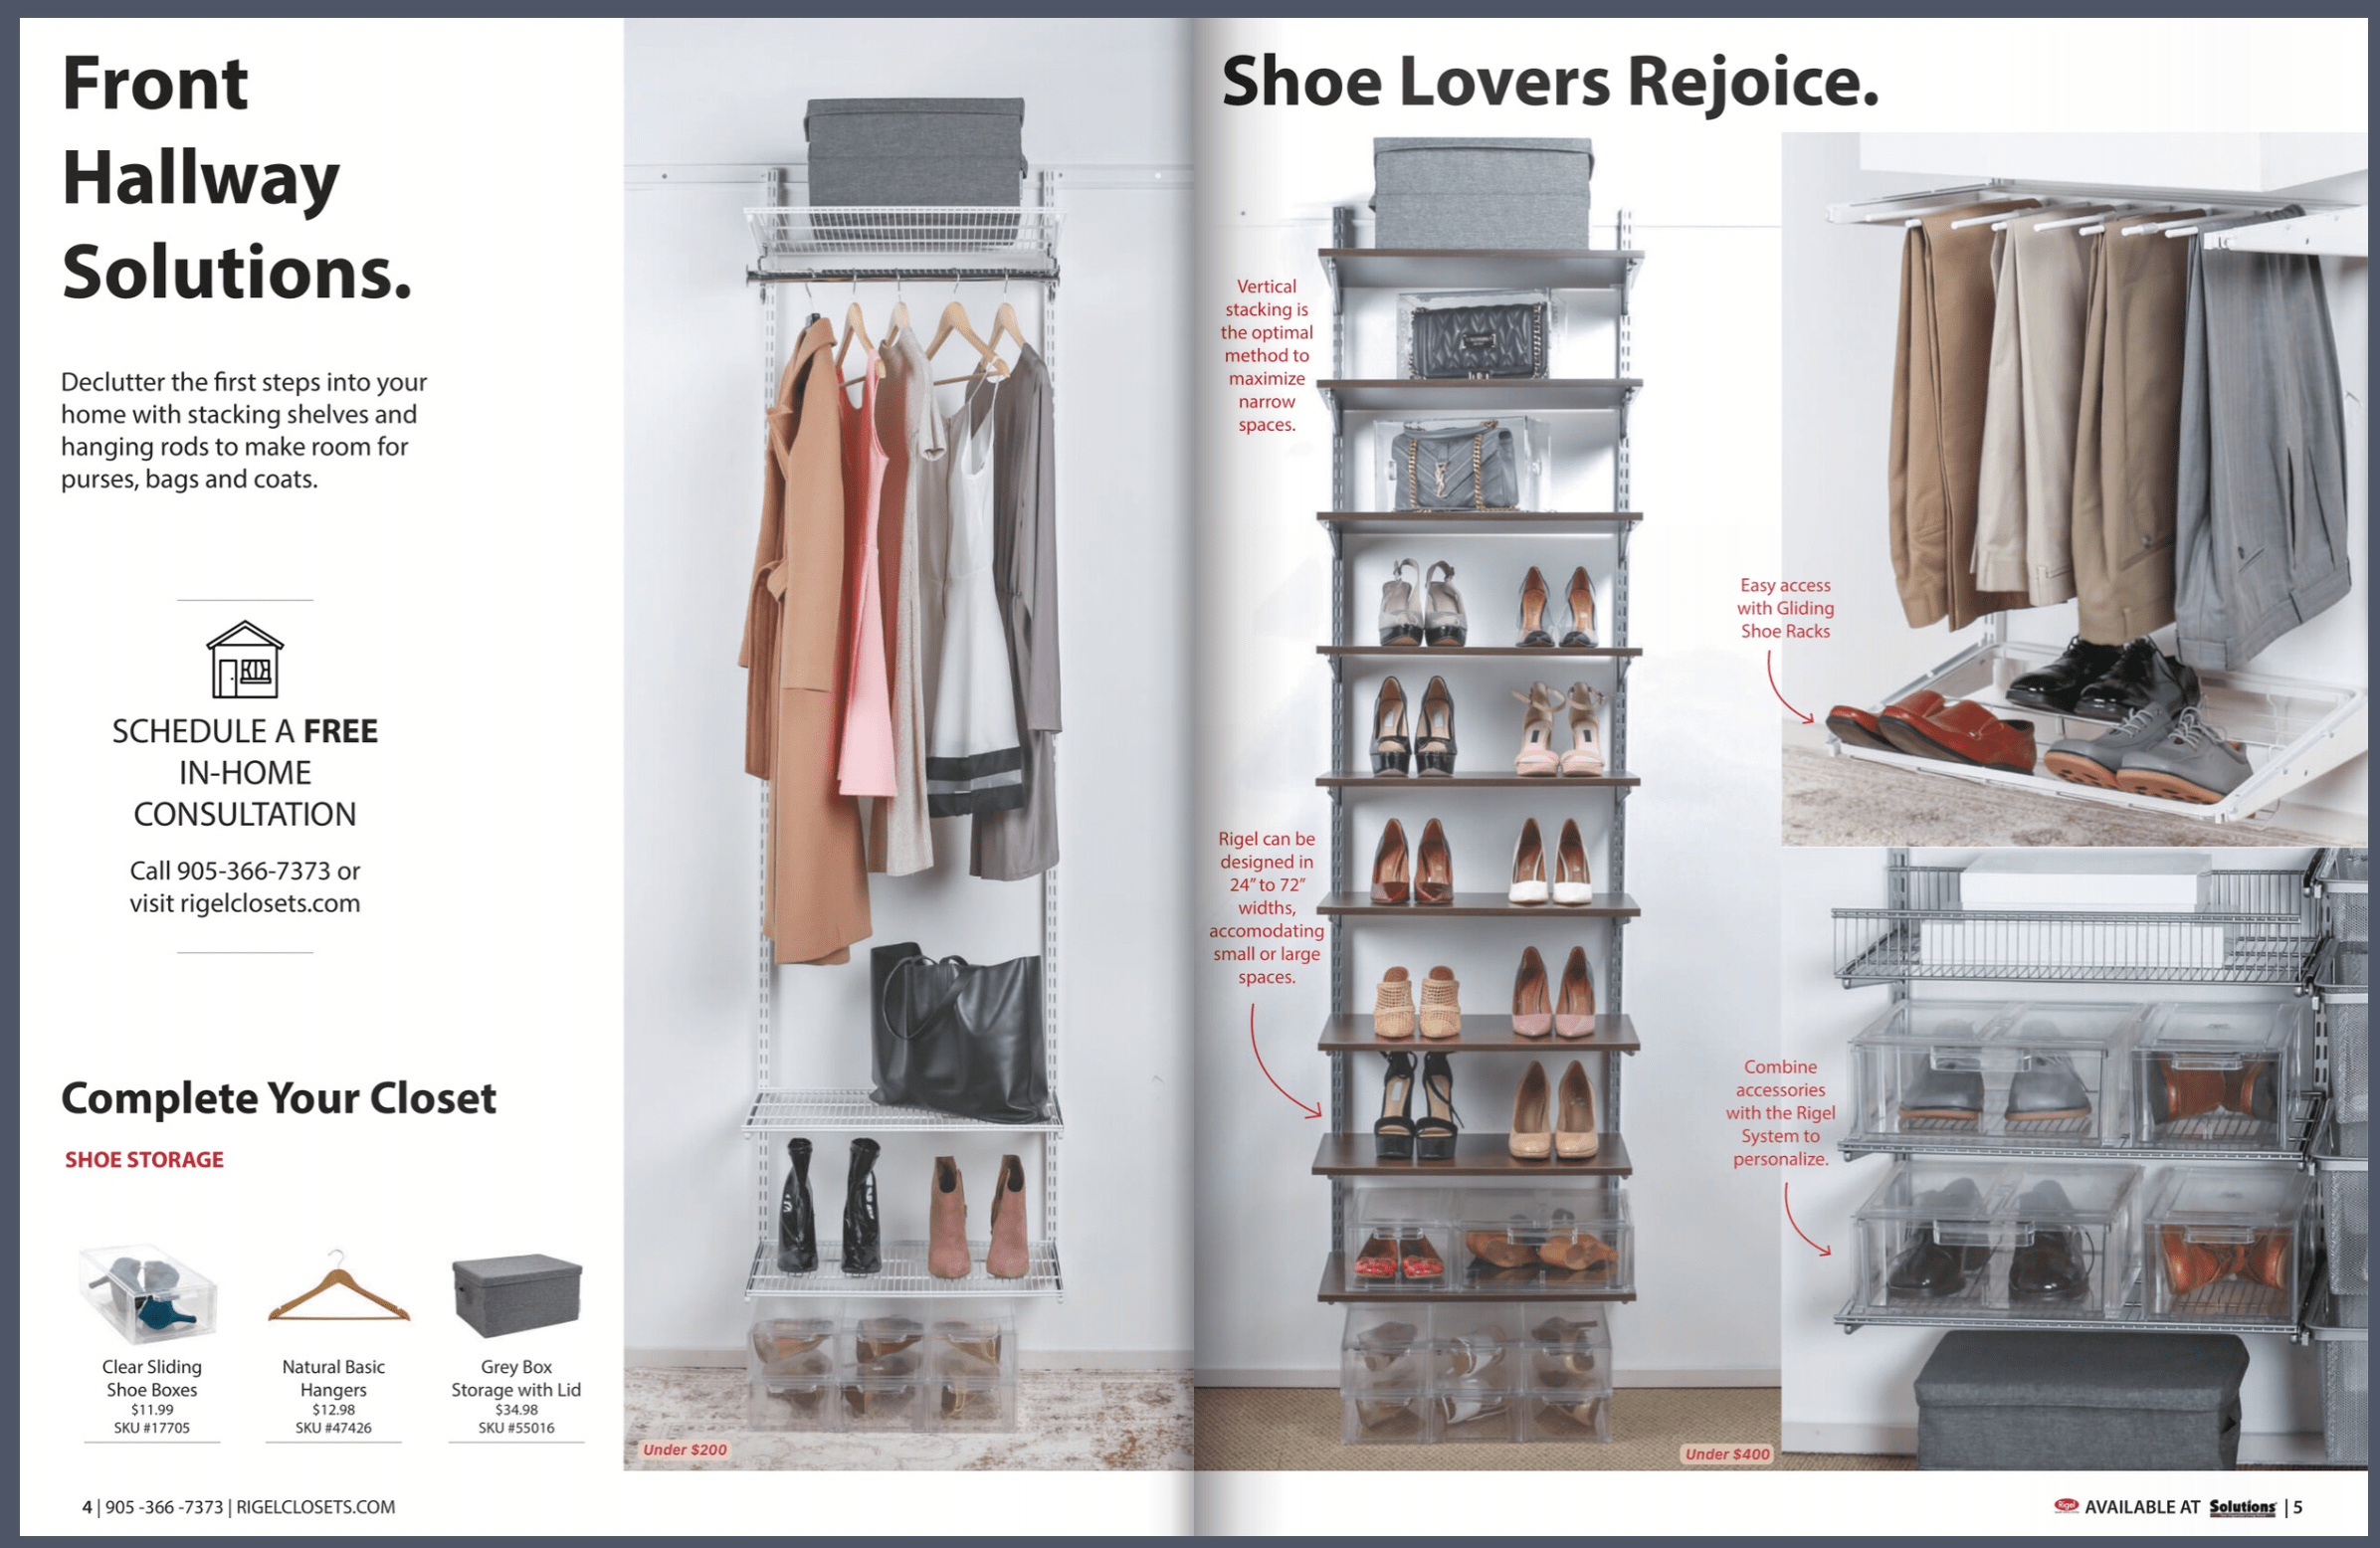 Front
Hallway
Solutions.
Declutter the first steps into your
home with stacking shelves and
hanging rods to make room for
purses, bags and coats.
SCHEDULE A FREE
IN-HOME
CONSULTATION
Call 905-366-7373 or
visit rigelclosets.com
Complete Your Closet
SHOE STORAGE
Clear Sliding
Shoe Boxes
$11.99
SKU #17705
Natural Basic
Hangers
$12.98
SKU #47426
Grey Box
Storage with Lid
$34.98
SKU #55016
Under $200
4 | 905 -366 -7373 | RIGELCLOSETS.COM
Shoe Lovers Rejoice.
Vertical
stacking is
the optimal
method to
maximize
narrow
spaces.
Rigel can be
designed in
24” to 72”
widths,
accomodating
small or large
spaces.
Easy access
with Gliding
Shoe Racks
Combine
accessories
with the Rigel
System to
personalize.
Under $400
Rigel AVAILABLE AT Solutions | 5